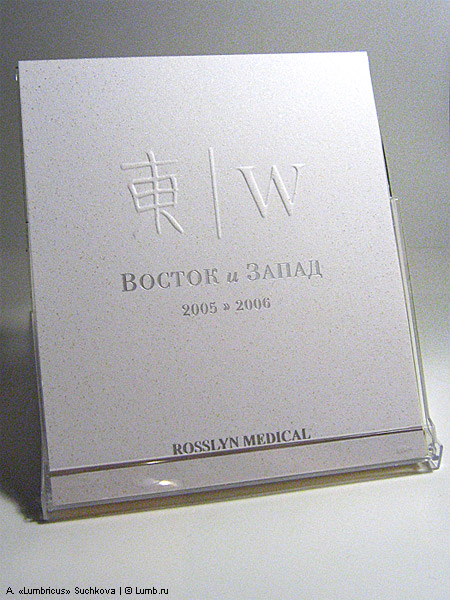 東 | W
ВОСТОК и ЗАПАД
2005 » 2006
ROSSLYN MEDICAL
A. «Lumbricus» Suchkova | © Lumb.ru